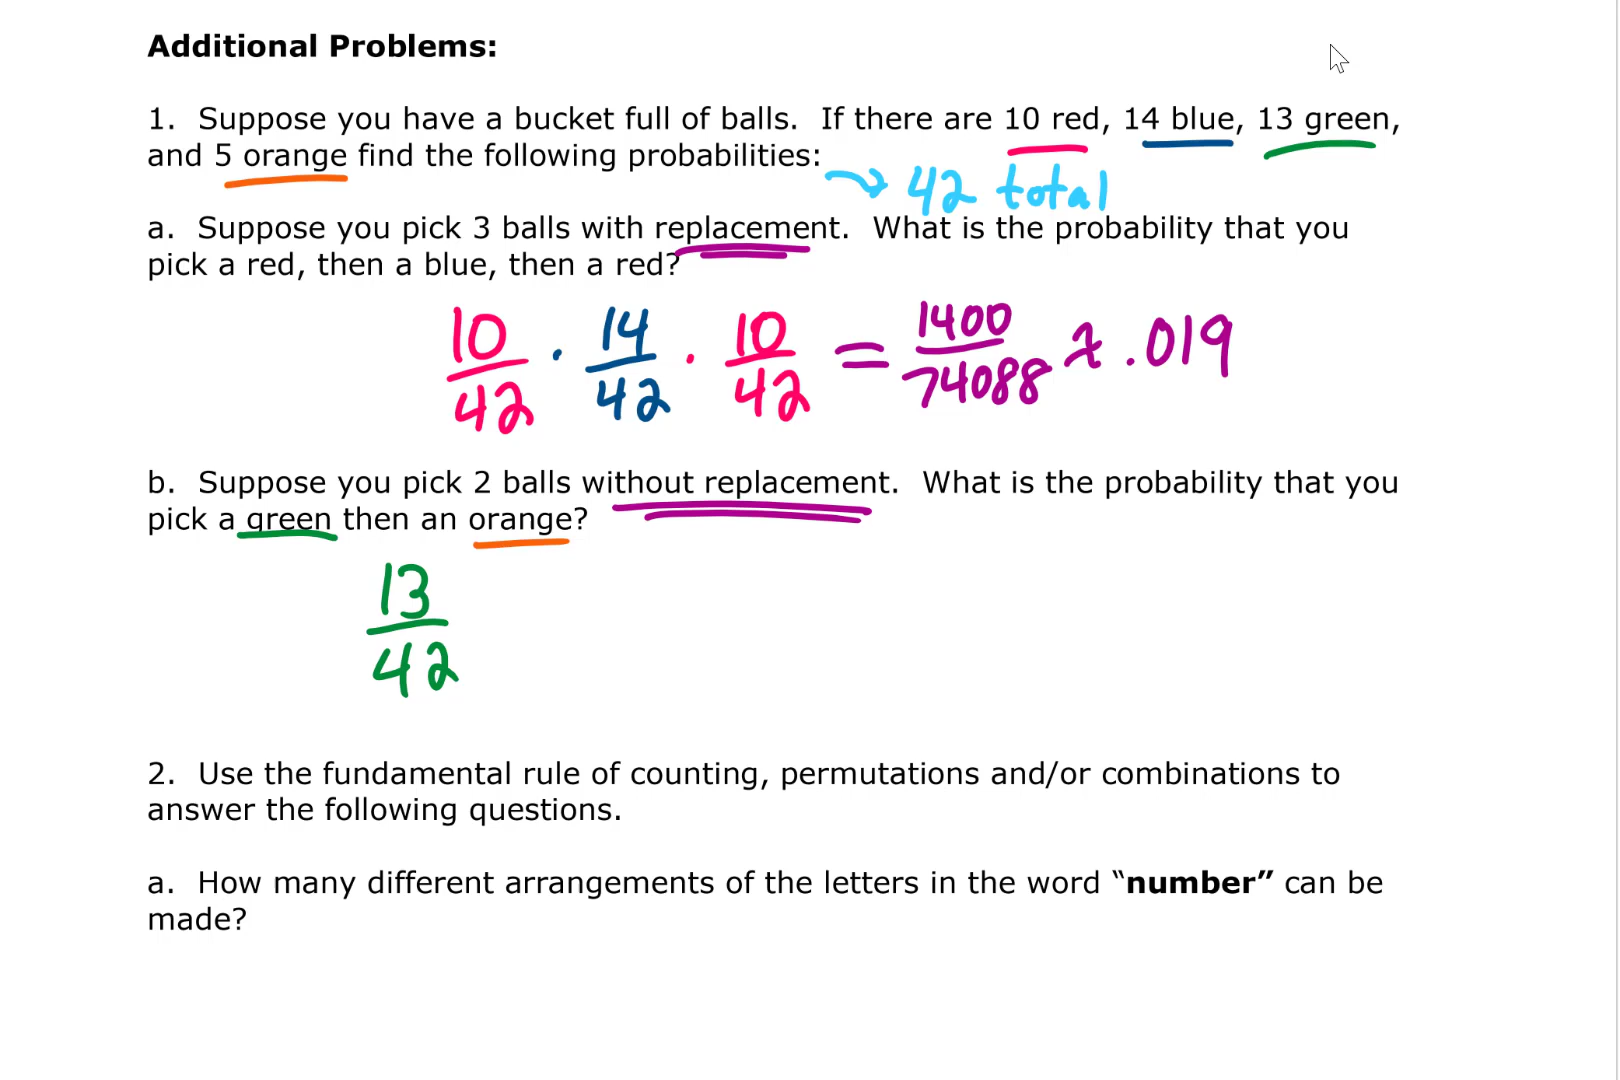 Additional Problems:
1. Suppose you have a bucket full of balls. If there are 10 red, 14 blue, 13 green,
and 5 orange find the following probabilities:
→ 42 total
a. Suppose you pick 3 balls with replacement. What is the probability that you
pick a red, then a blue, then a red?
10/42 · 14/42 · 10/42 = 1400/74088 ≈ .019
b. Suppose you pick 2 balls without replacement. What is the probability that you
pick a green then an orange?
13/42
2. Use the fundamental rule of counting, permutations and/or combinations to
answer the following questions.
a. How many different arrangements of the letters in the word “number” can be
made?